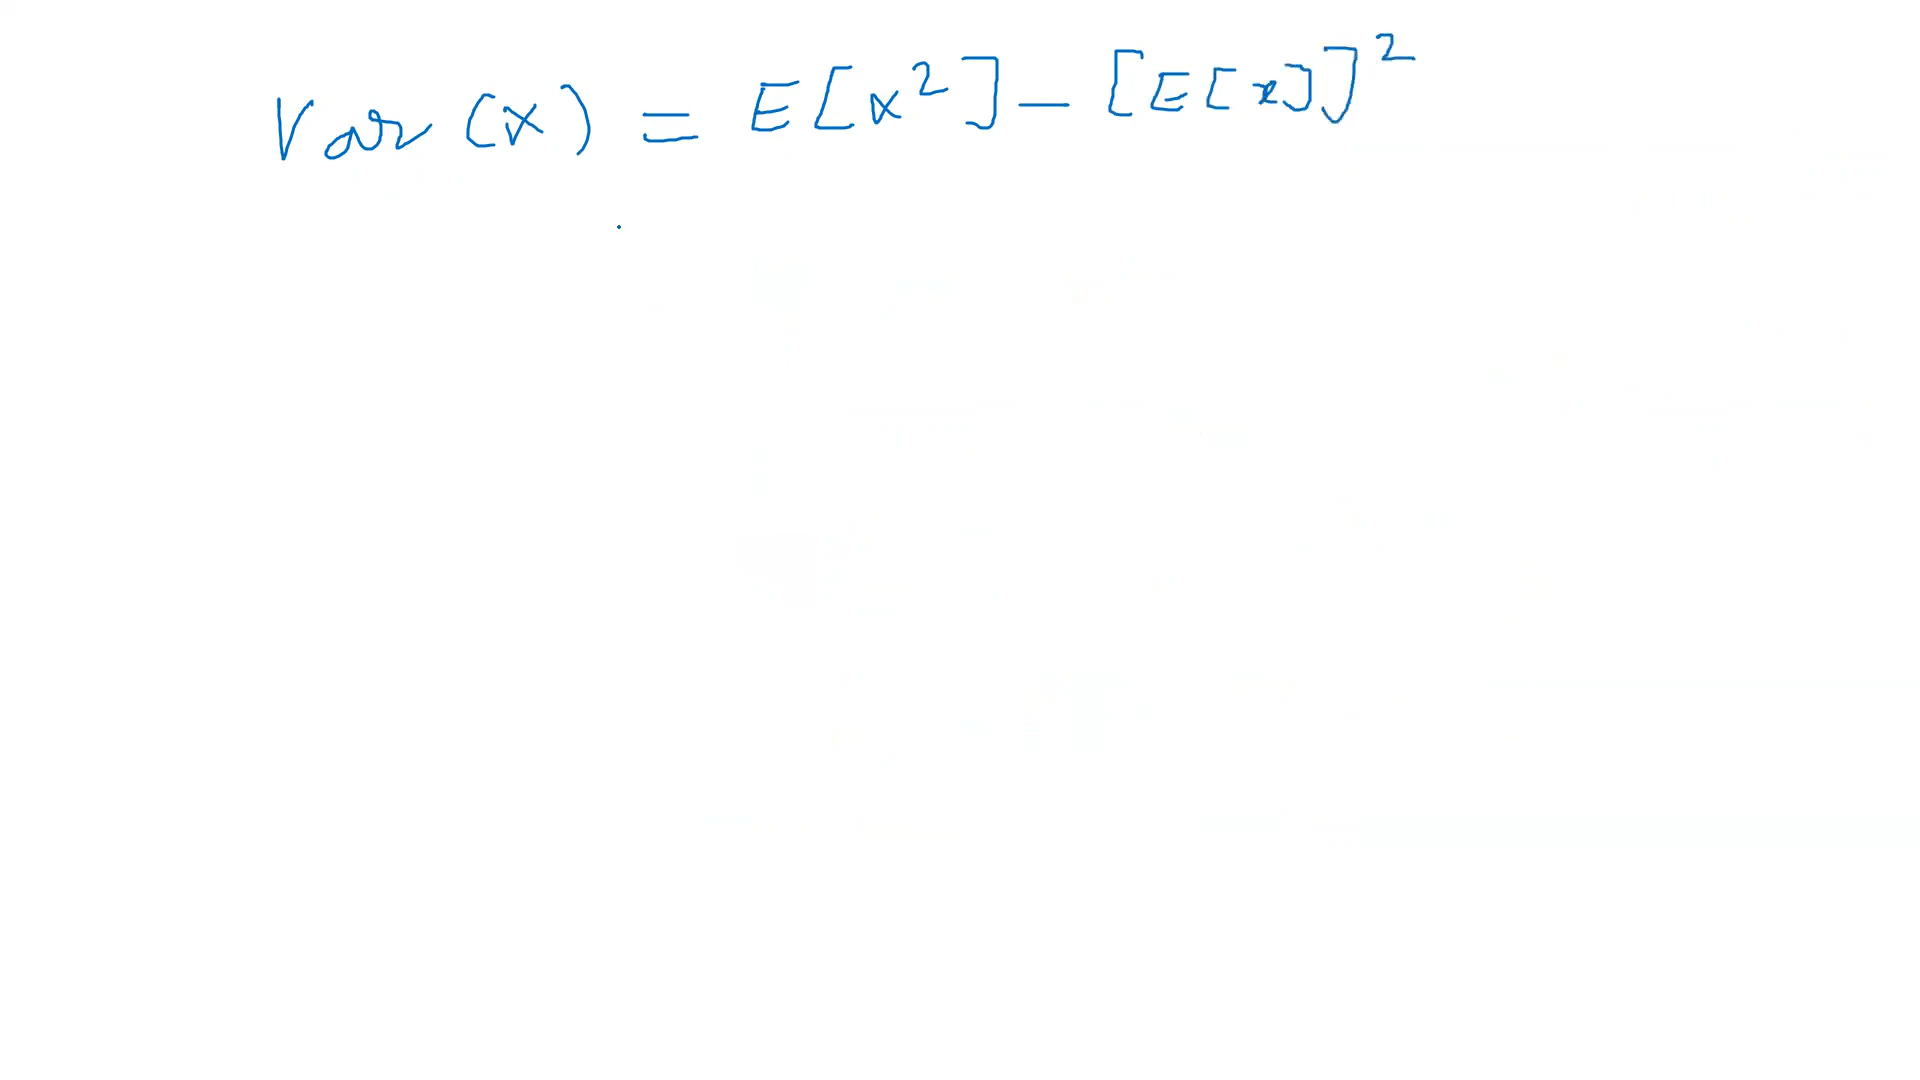 Var (X) = E[X²] — [E[x]]²